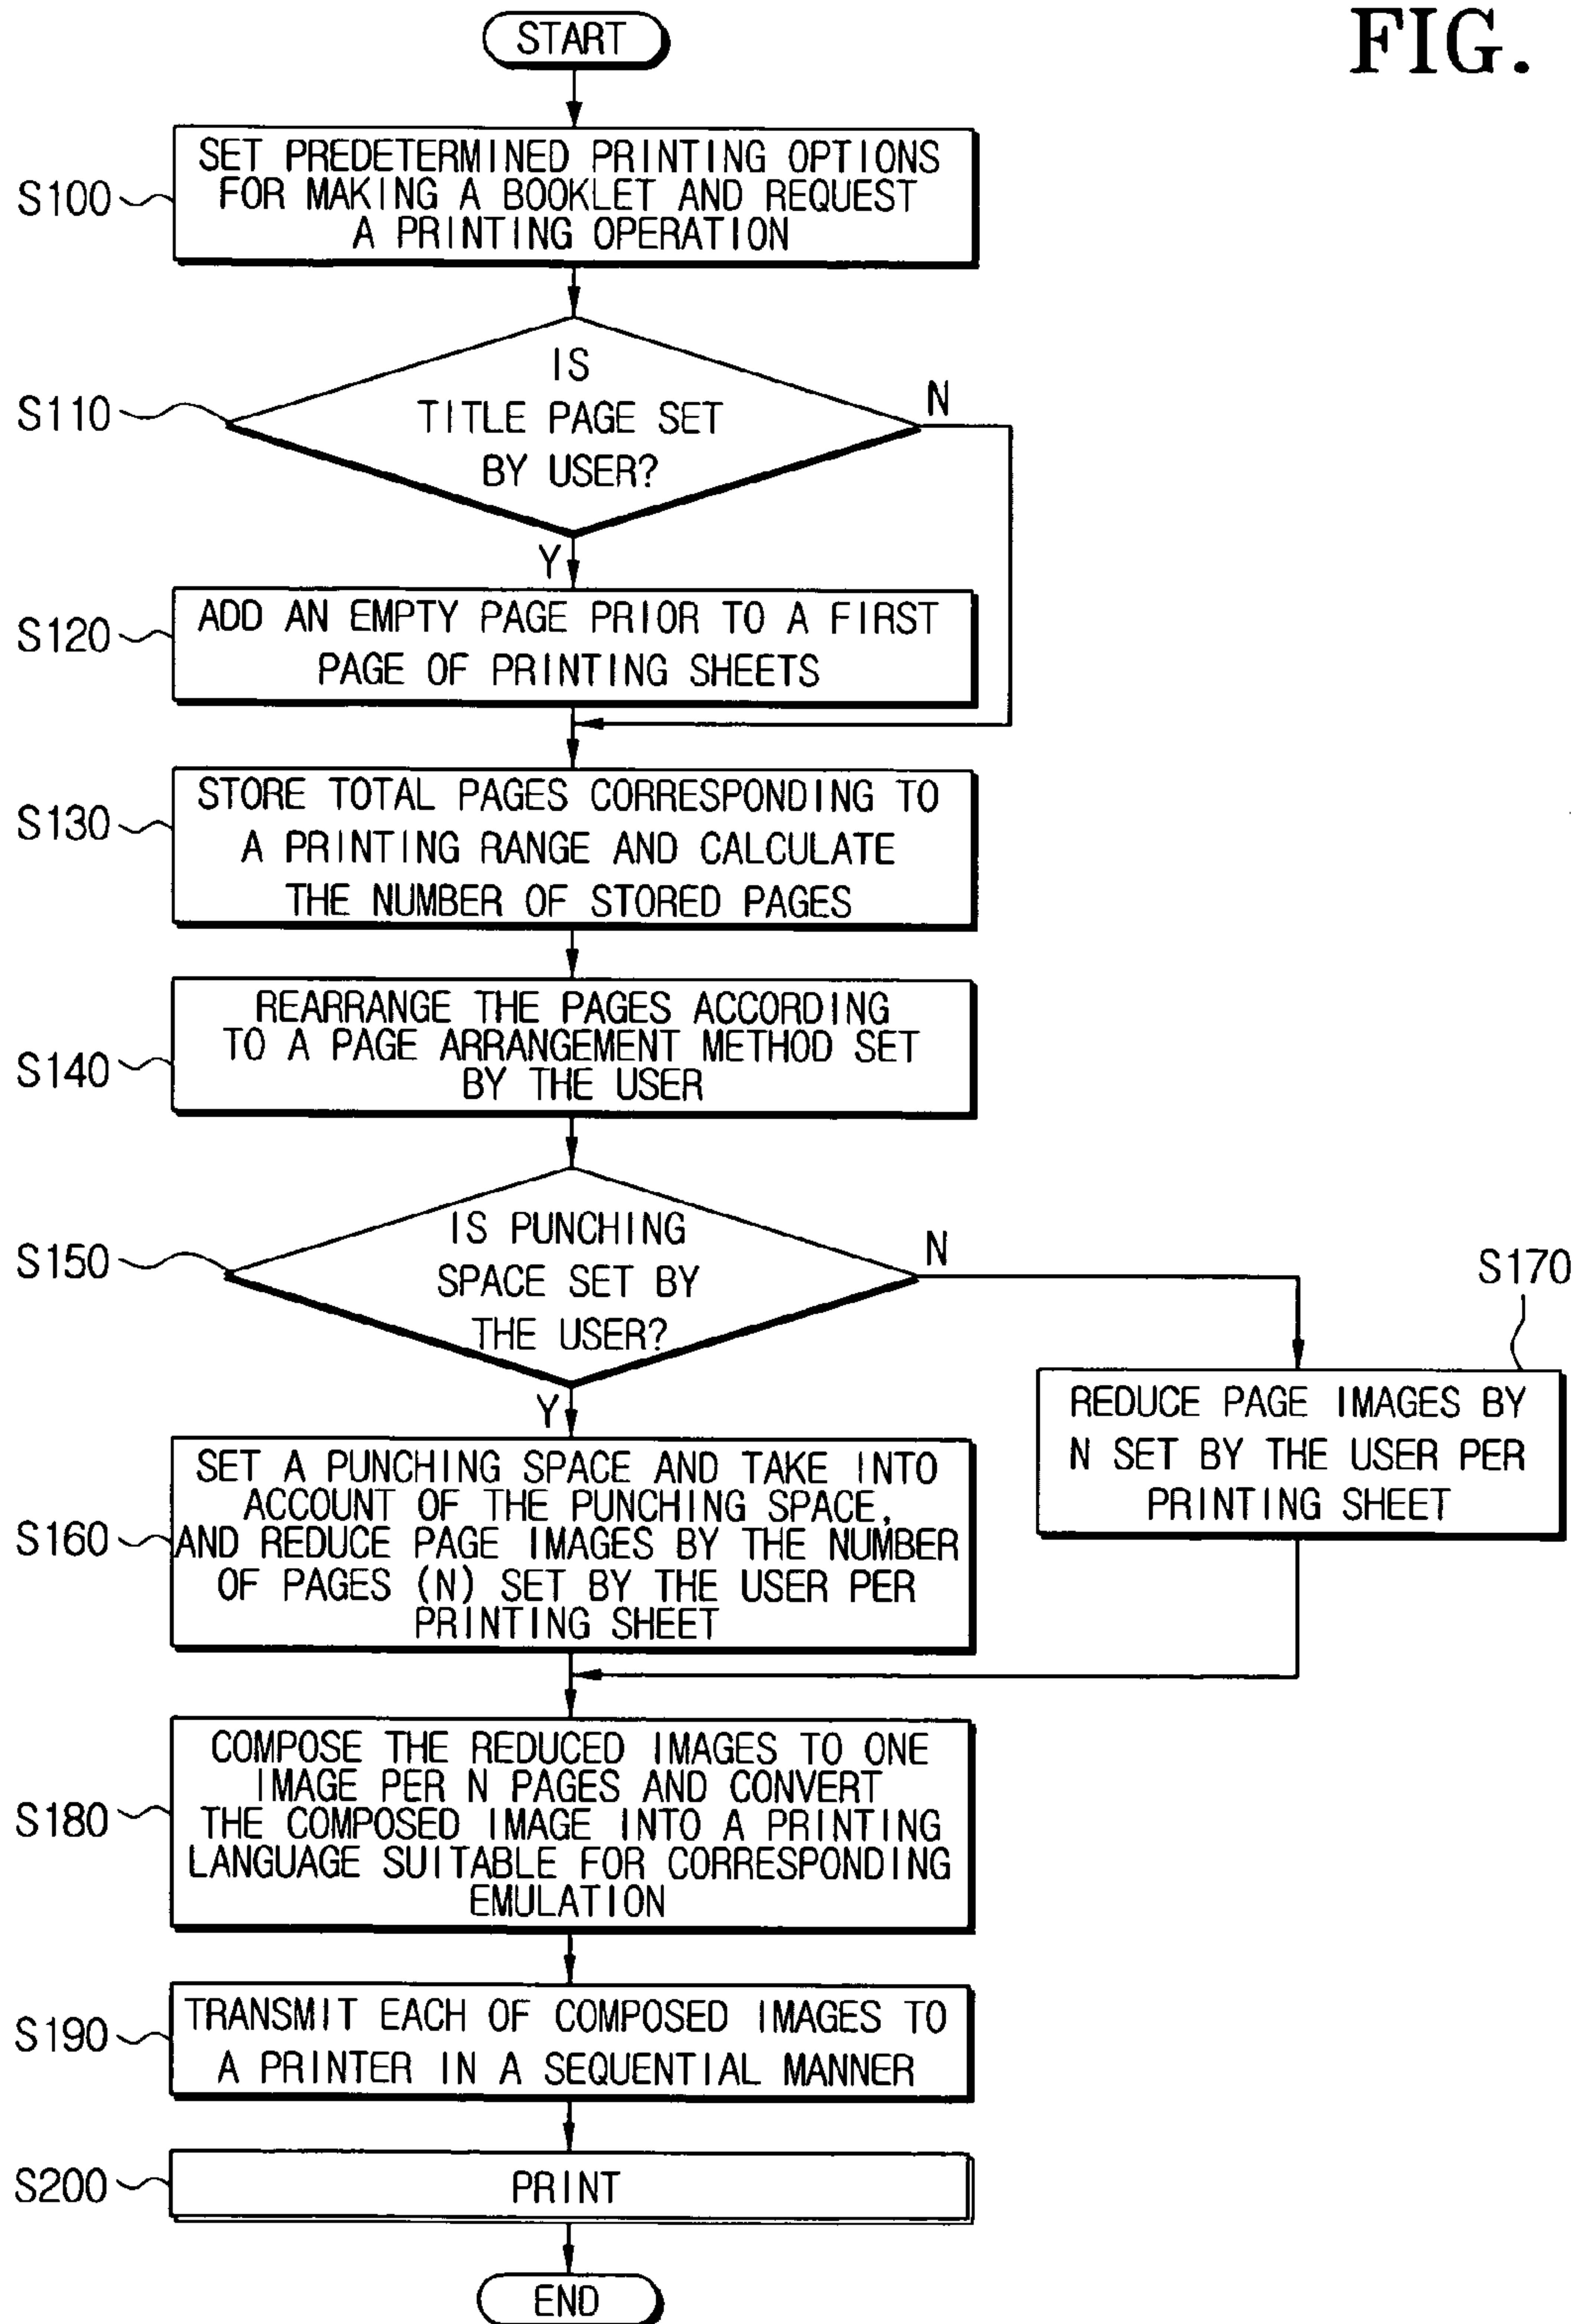 FIG.
START
S100
SET PREDETERMINED PRINTING OPTIONS
FOR MAKING A BOOKLET AND REQUEST
A PRINTING OPERATION
S110
IS
TITLE PAGE SET
BY USER?
N
Y
S120
ADD AN EMPTY PAGE PRIOR TO A FIRST
PAGE OF PRINTING SHEETS
S130
STORE TOTAL PAGES CORRESPONDING TO
A PRINTING RANGE AND CALCULATE
THE NUMBER OF STORED PAGES
S140
REARRANGE THE PAGES ACCORDING
TO A PAGE ARRANGEMENT METHOD SET
BY THE USER
S150
IS PUNCHING
SPACE SET BY
THE USER?
N
Y
S170
REDUCE PAGE IMAGES BY
N SET BY THE USER PER
PRINTING SHEET
S160
SET A PUNCHING SPACE AND TAKE INTO
ACCOUNT OF THE PUNCHING SPACE,
AND REDUCE PAGE IMAGES BY THE NUMBER
OF PAGES (N) SET BY THE USER PER
PRINTING SHEET
S180
COMPOSE THE REDUCED IMAGES TO ONE
IMAGE PER N PAGES AND CONVERT
THE COMPOSED IMAGE INTO A PRINTING
LANGUAGE SUITABLE FOR CORRESPONDING
EMULATION
S190
TRANSMIT EACH OF COMPOSED IMAGES TO
A PRINTER IN A SEQUENTIAL MANNER
S200
PRINT
END